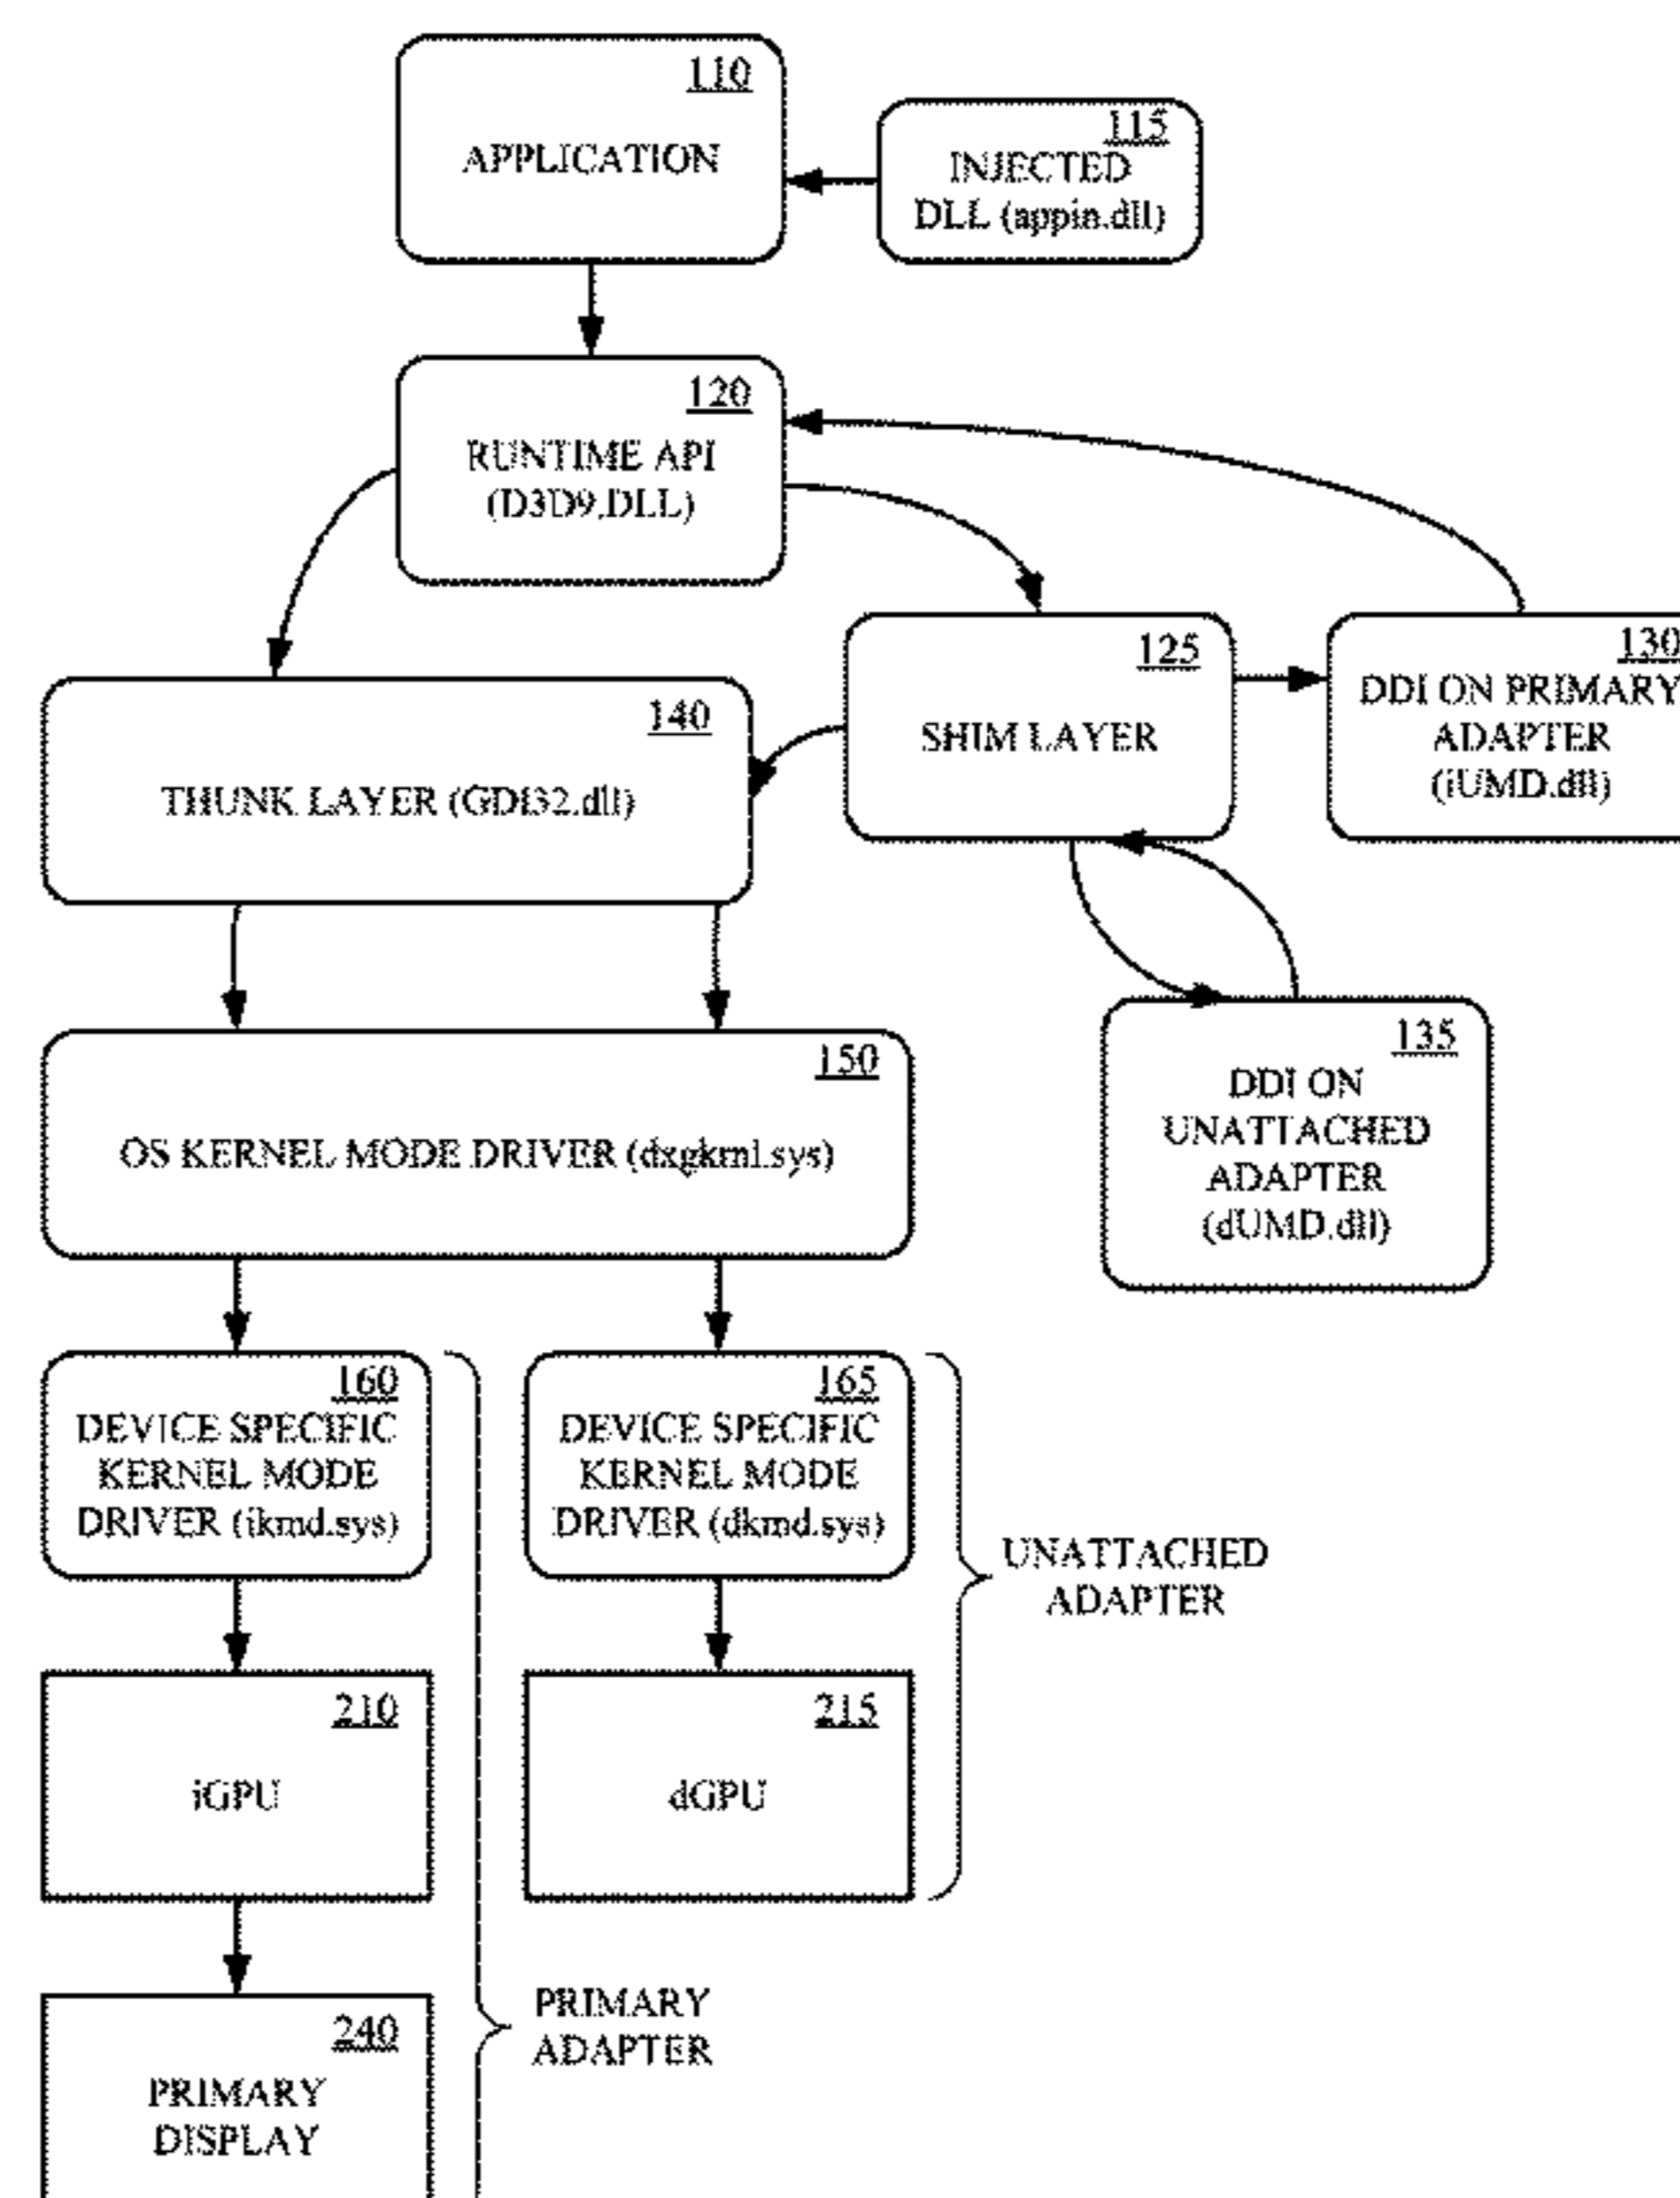 110
APPLICATION
115
INJECTED
DLL (appin.dll)
120
RUNTIME API
(D3D9.DLL)
125
SHIM LAYER
130
DDI ON PRIMARY
ADAPTER
(iUMD.dll)
140
THUNK LAYER (GDI32.dll)
135
DDI ON
UNATTACHED
ADAPTER
(dUMD.dll)
150
OS KERNEL MODE DRIVER (dxgkrnl.sys)
160
DEVICE SPECIFIC
KERNEL MODE
DRIVER (ikmd.sys)
165
DEVICE SPECIFIC
KERNEL MODE
DRIVER (dkmd.sys)
UNATTACHED
ADAPTER
210
iGPU
215
dGPU
240
PRIMARY
DISPLAY
PRIMARY
ADAPTER